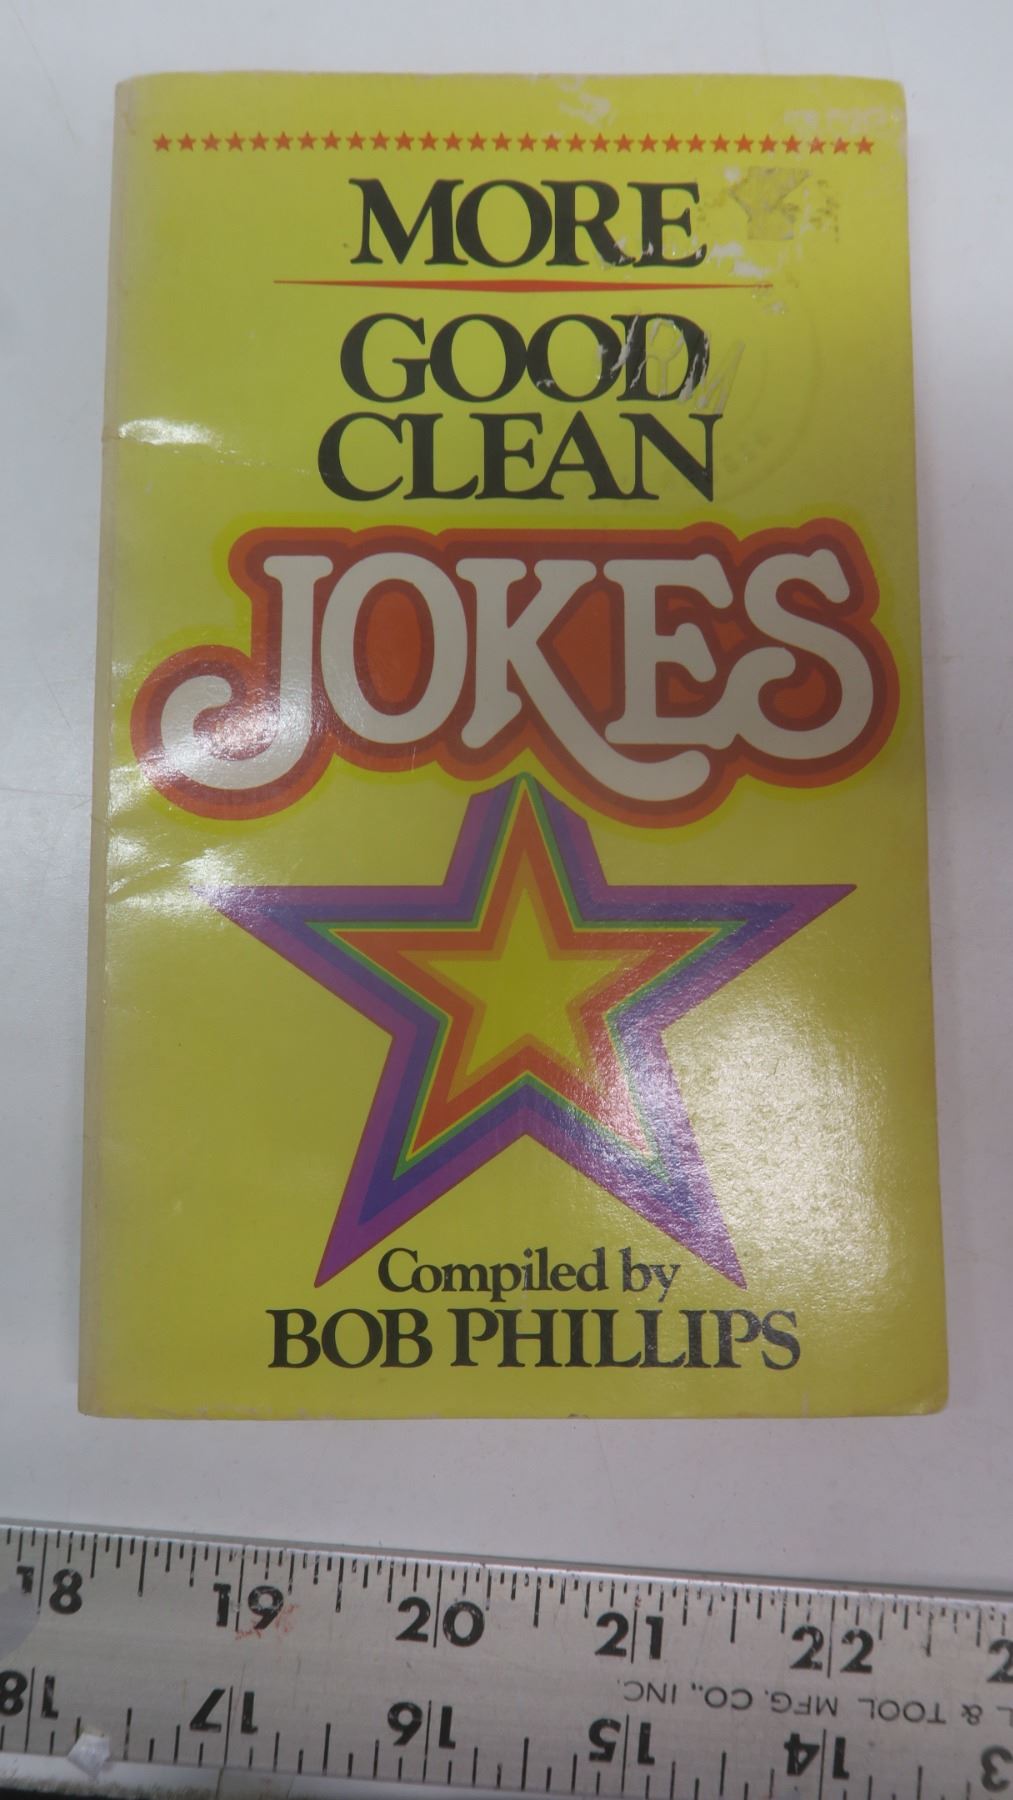 MORE
GOOD
CLEAN
JOKES
Compiled by
BOB PHILLIPS
18 19 20 21 22
L & TOOL MFG. CO., INC.
18 17 16 15 14